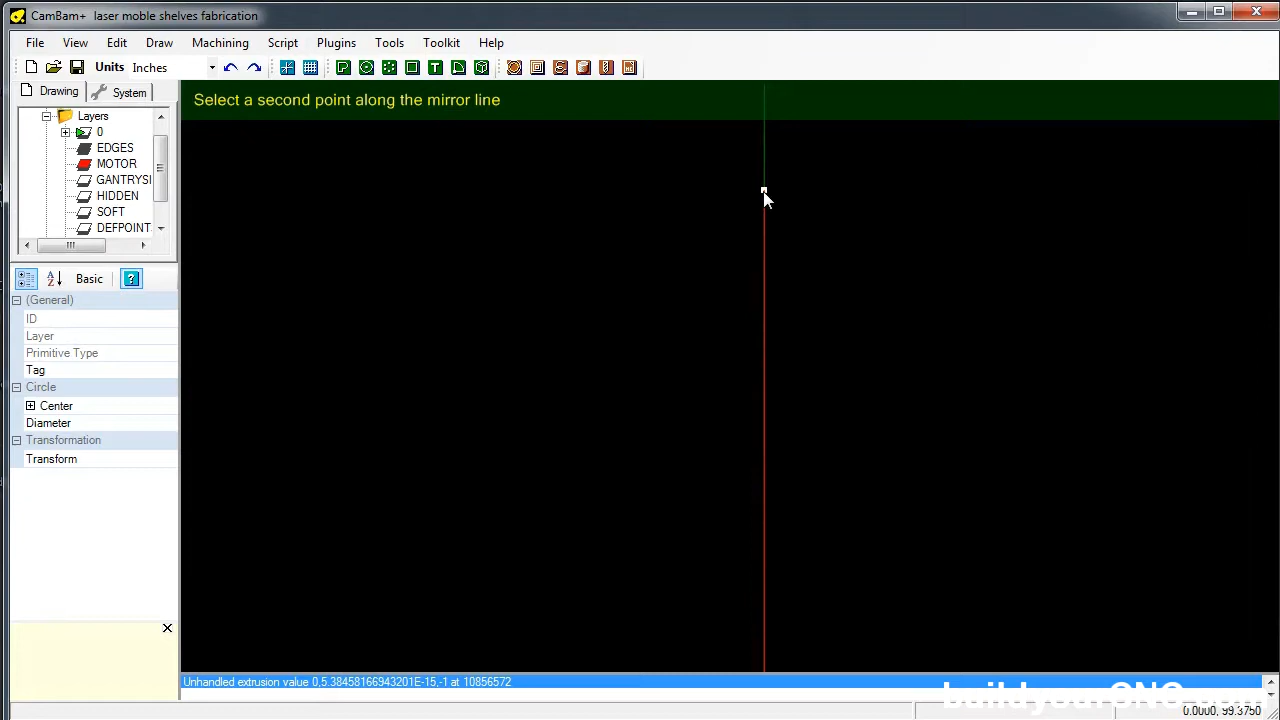 CamBam+ laser moble shelves fabrication
File View Edit Draw Machining Script Plugins Tools Toolkit Help
Units Inches
Drawing System
Select a second point along the mirror line
Layers
0
EDGES
MOTOR
GANTRYSI
HIDDEN
SOFT
DEFPOINT
Basic
(General)
ID
Layer
Primitive Type
Tag
Circle
Center
Diameter
Transformation
Transform
Unhandled extrusion value 0,5.38458166943201E-15,-1 at 10856572
buildyourCNC.com
0.0000, 99.3750